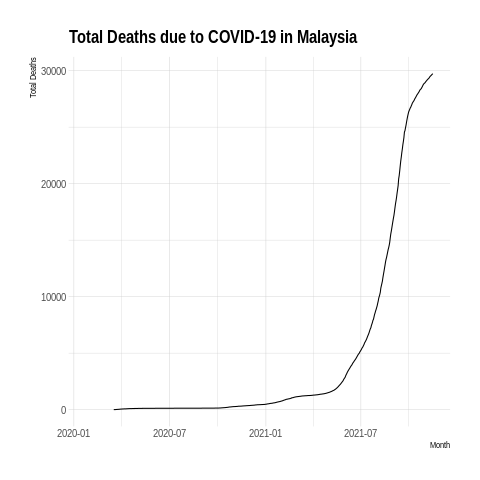 Total Deaths due to COVID-19 in Malaysia
Total Deaths
30000
20000
10000
0
2020-01 2020-07 2021-01 2021-07
Month